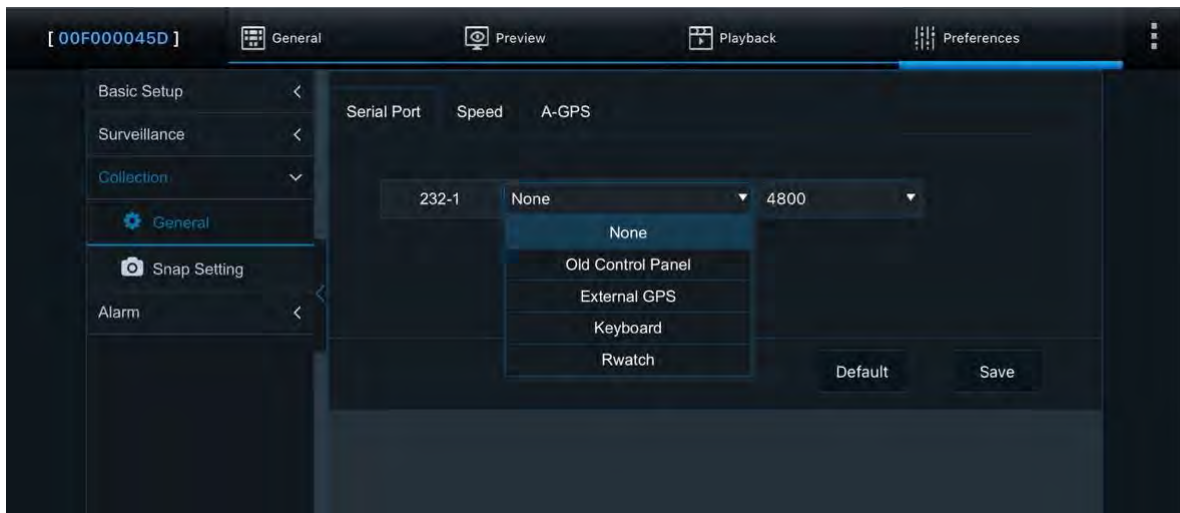 [ 00F000045D ] General Preview Playback Preferences
Basic Setup
Serial Port Speed A-GPS
Surveillance
Collection
232-1 None 4800
General
None
Snap Setting
Old Control Panel
External GPS
Alarm
Keyboard
Rwatch
Default Save